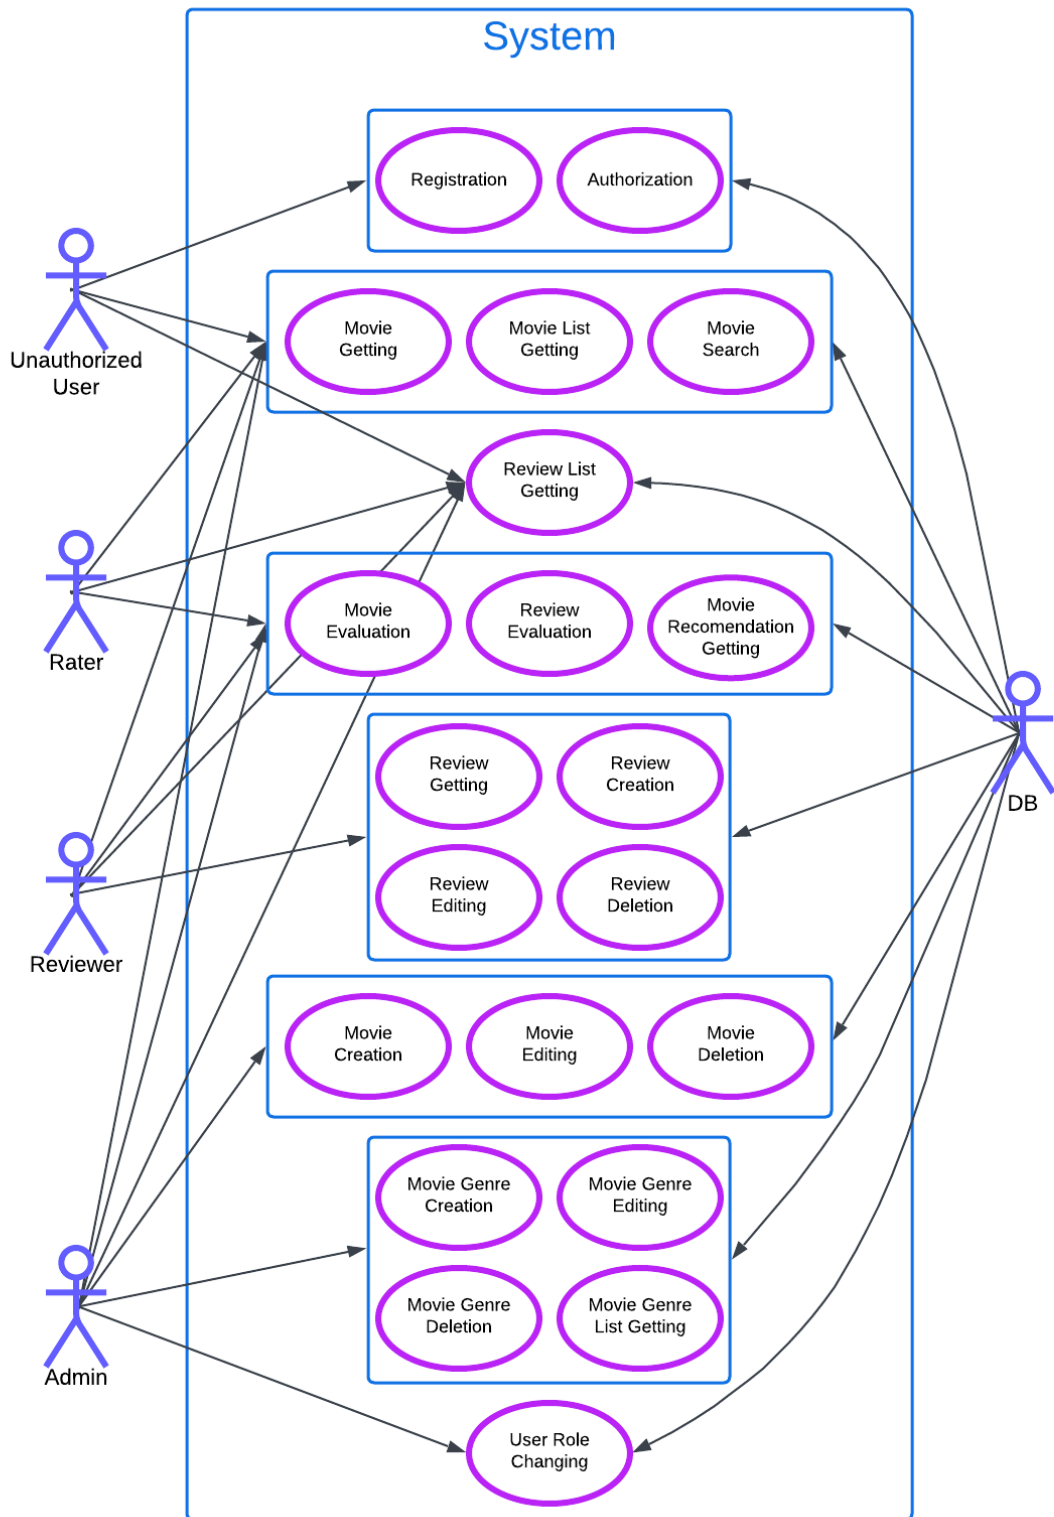 System
Registration
Authorization
Unauthorized
User
Movie
Getting
Movie List
Getting
Movie
Search
Review List
Getting
Rater
Movie
Evaluation
Review
Evaluation
Movie
Recomendation
Getting
DB
Review
Getting
Review
Creation
Review
Editing
Review
Deletion
Reviewer
Movie
Creation
Movie
Editing
Movie
Deletion
Movie Genre
Creation
Movie Genre
Editing
Movie Genre
Deletion
Movie Genre
List Getting
Admin
User Role
Changing